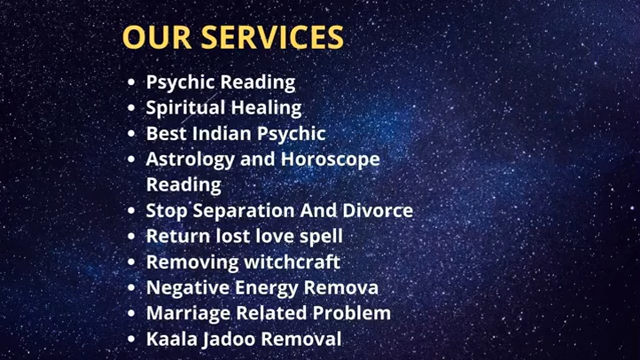 OUR SERVICES
• Psychic Reading
• Spiritual Healing
• Best Indian Psychic
• Astrology and Horoscope
Reading
• Stop Separation And Divorce
• Return lost love spell
• Removing witchcraft
• Negative Energy Remova
• Marriage Related Problem
• Kaala Jadoo Removal